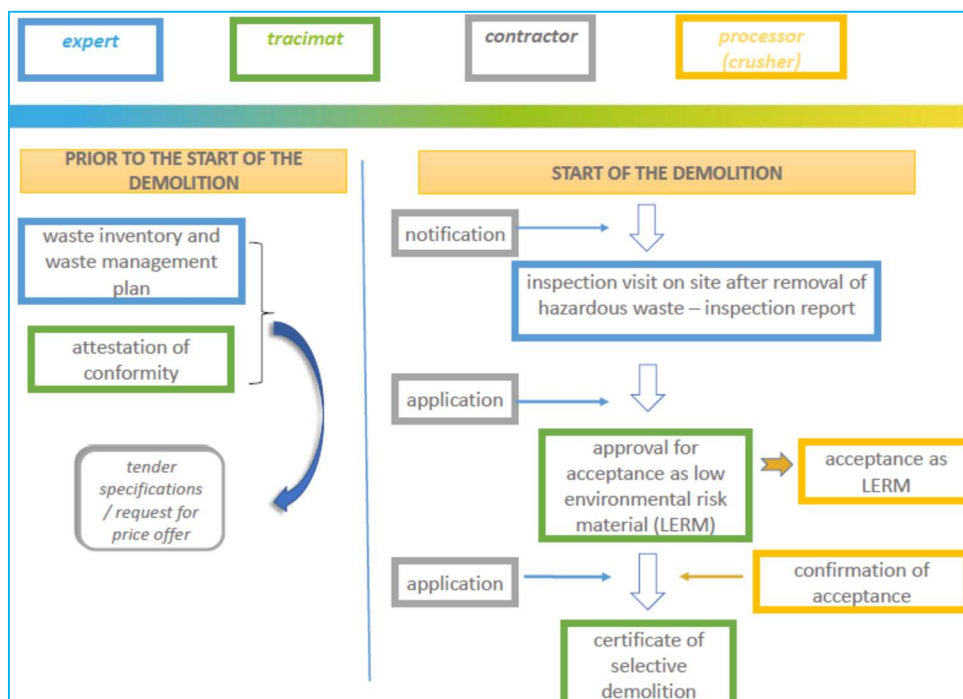 expert
tracimat
contractor
processor
(crusher)
PRIOR TO THE START OF THE
DEMOLITION
START OF THE DEMOLITION
waste inventory and
waste management
plan
attestation of
conformity
tender
specifications
/ request for
price offer
notification
inspection visit on site after removal of
hazardous waste – inspection report
application
approval for
acceptance as low
environmental risk
material (LERM)
acceptance as
LERM
application
confirmation of
acceptance
certificate of
selective
demolition